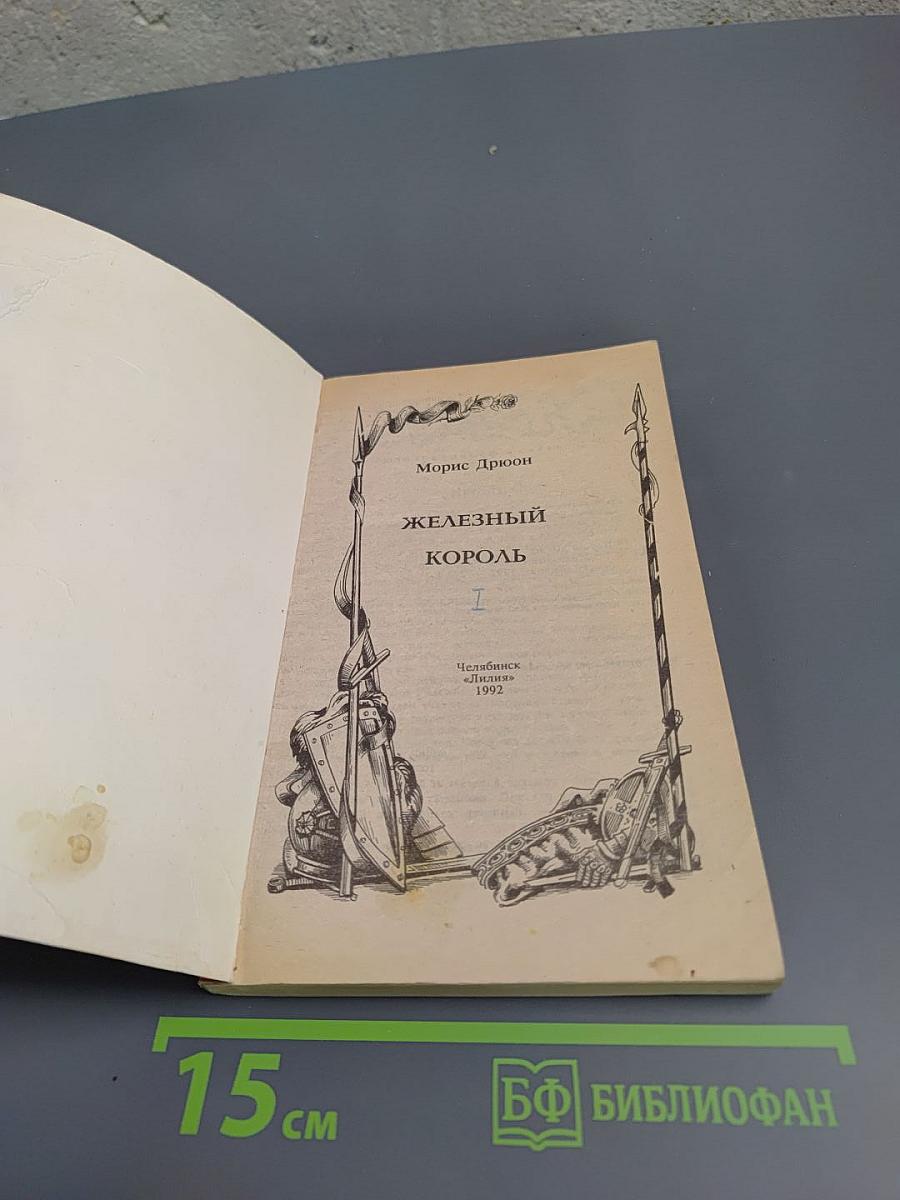 Морис Дрюон
ЖЕЛЕЗНЫЙ
КОРОЛЬ
I
Челябинск
«Лилия»
1992
15 см
БФ БИБЛИОФАН